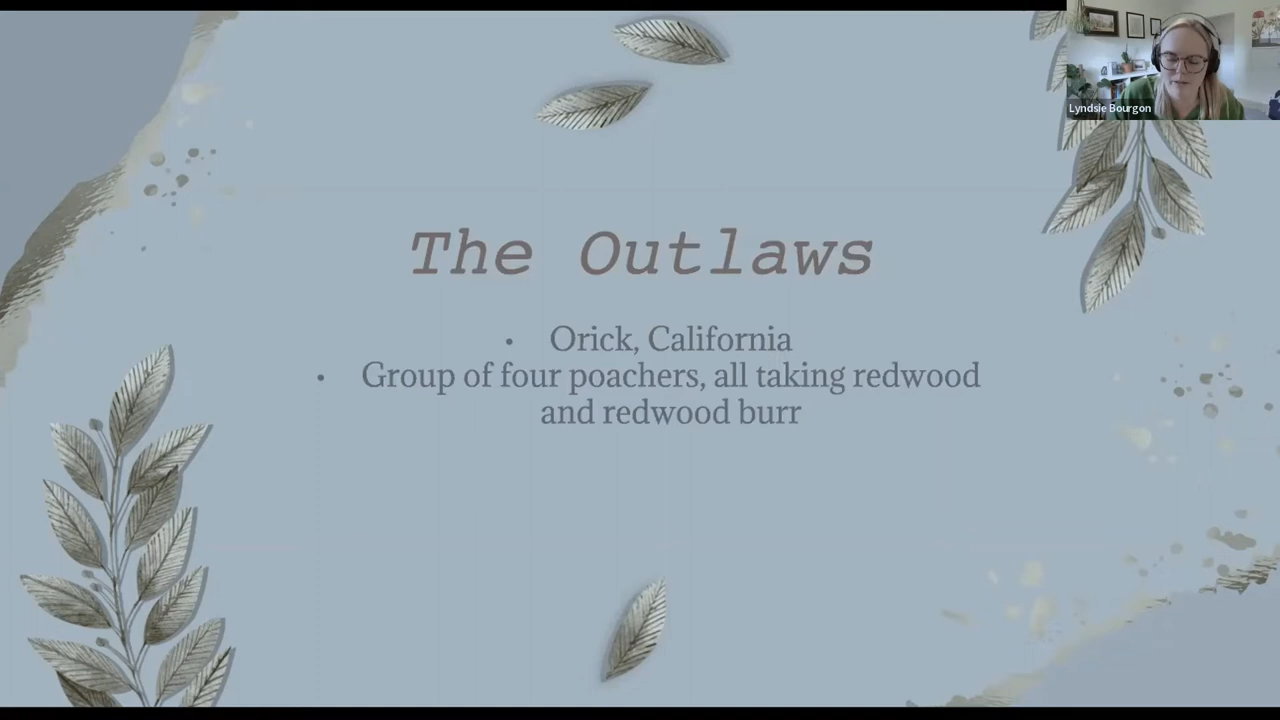 Lyndsie Bourgon
The Outlaws
• Orick, California
• Group of four poachers, all taking redwood
and redwood burr